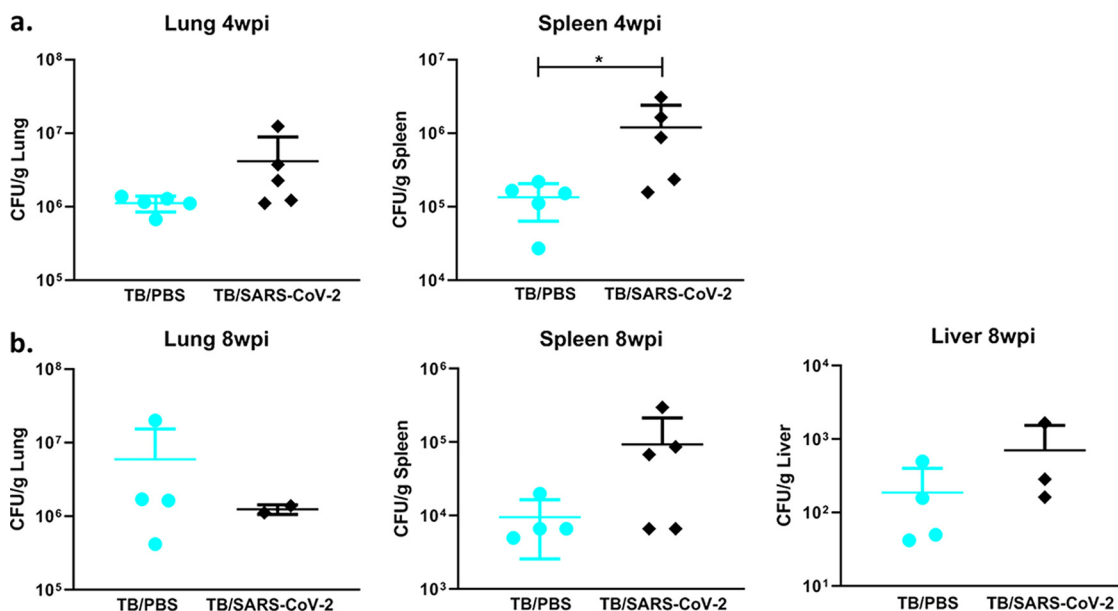 a.
Lung 4wpi
CFU/g Lung
10⁸
10⁷
10⁶
10⁵
TB/PBS TB/SARS-CoV-2
Spleen 4wpi
*
CFU/g Spleen
10⁷
10⁶
10⁵
10⁴
TB/PBS TB/SARS-CoV-2
b.
Lung 8wpi
CFU/g Lung
10⁸
10⁷
10⁶
10⁵
TB/PBS TB/SARS-CoV-2
Spleen 8wpi
CFU/g Spleen
10⁶
10⁵
10⁴
10³
TB/PBS TB/SARS-CoV-2
Liver 8wpi
CFU/g Liver
10⁴
10³
10²
10¹
TB/PBS TB/SARS-CoV-2